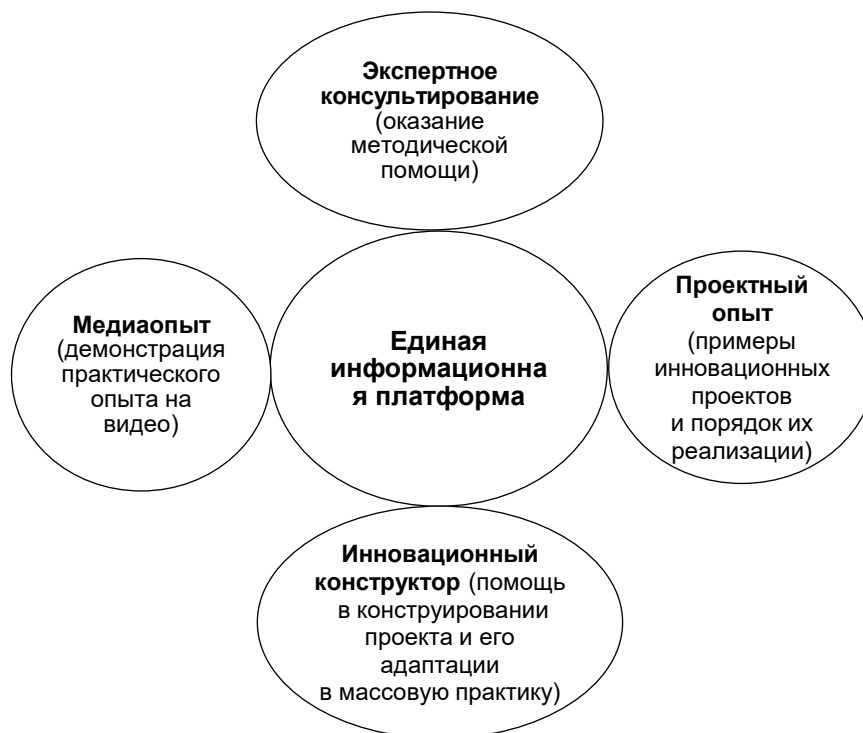 Экспертное
консультирование
(оказание
методической
помощи)
Медиаопыт
(демонстрация
практического
опыта на
видео)
Единая
информационна
я платформа
Проектный
опыт
(примеры
инновационных
проектов
и порядок их
реализации)
Инновационный
конструктор (помощь
в конструировании
проекта и его
адаптации
в массовую практику)